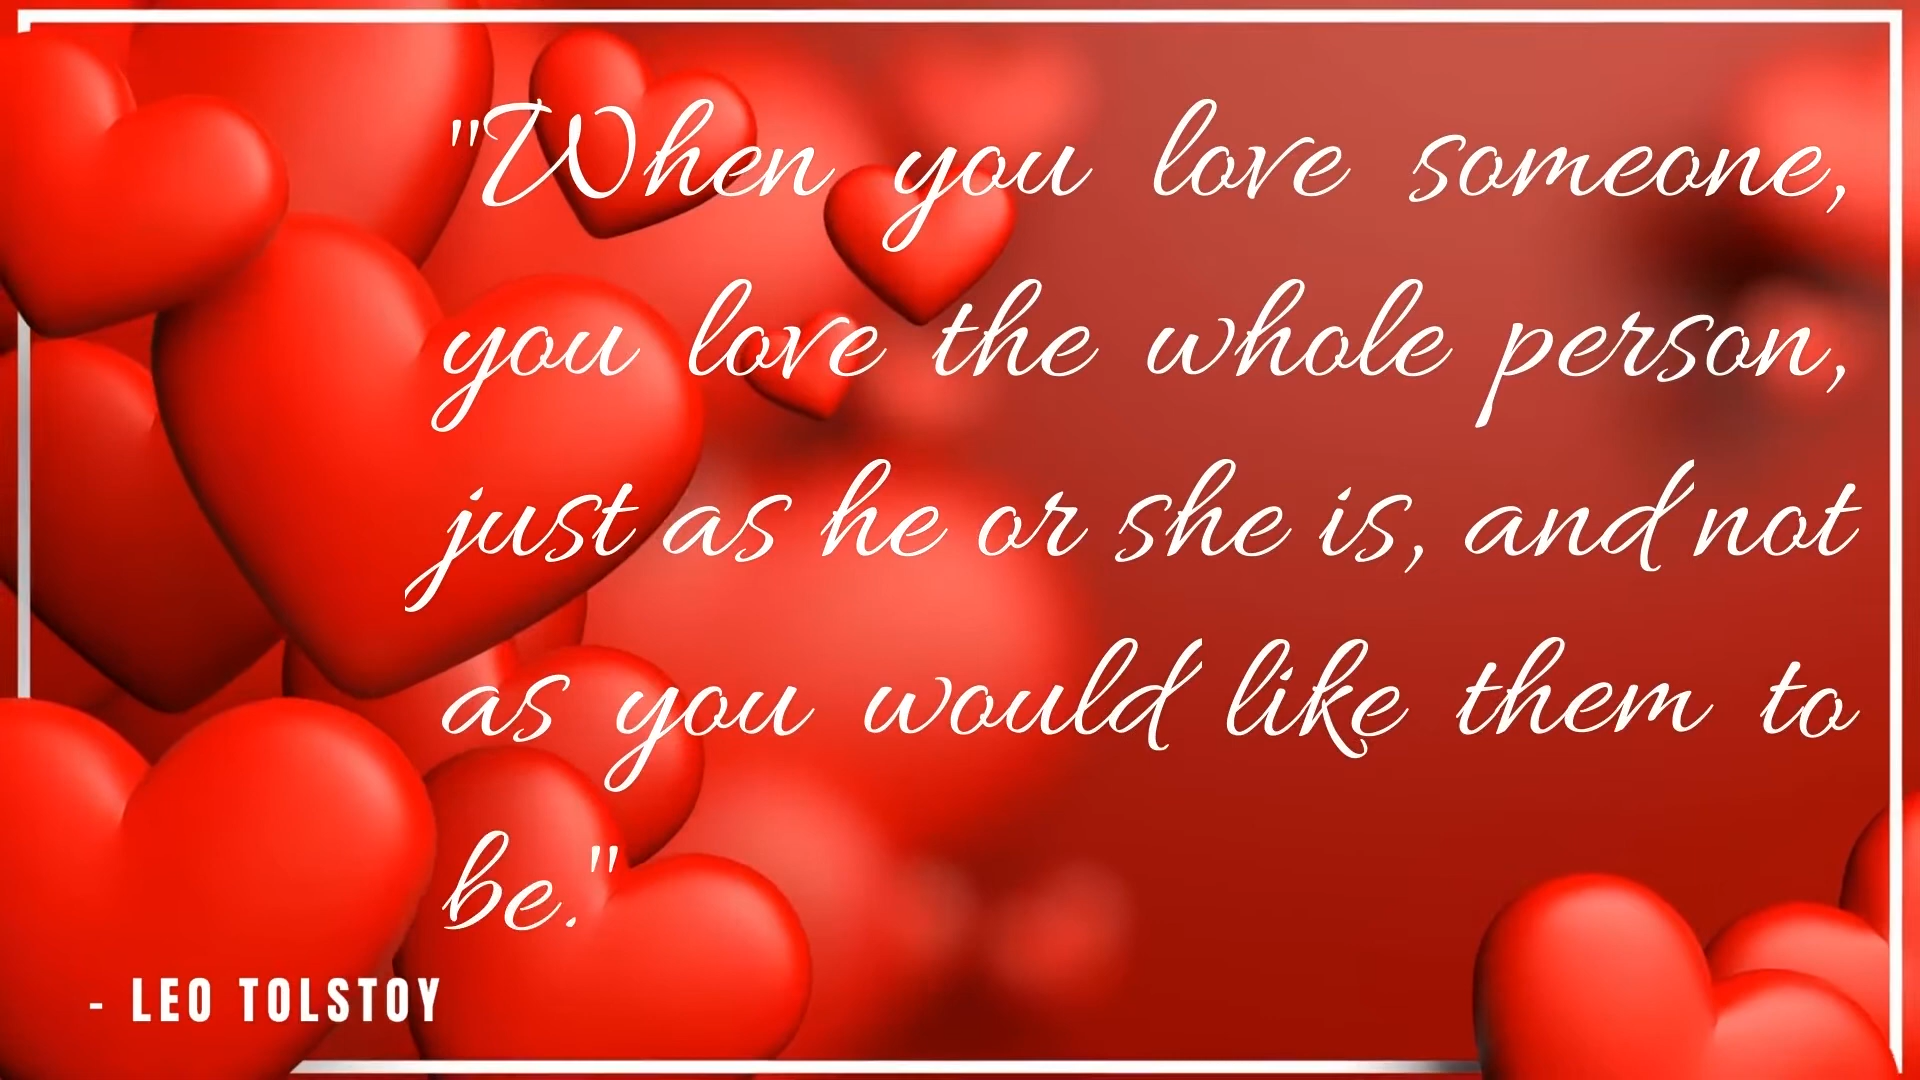 "When you love someone,
you love the whole person,
just as he or she is, and not
as you would like them to
be."
- LEO TOLSTOY